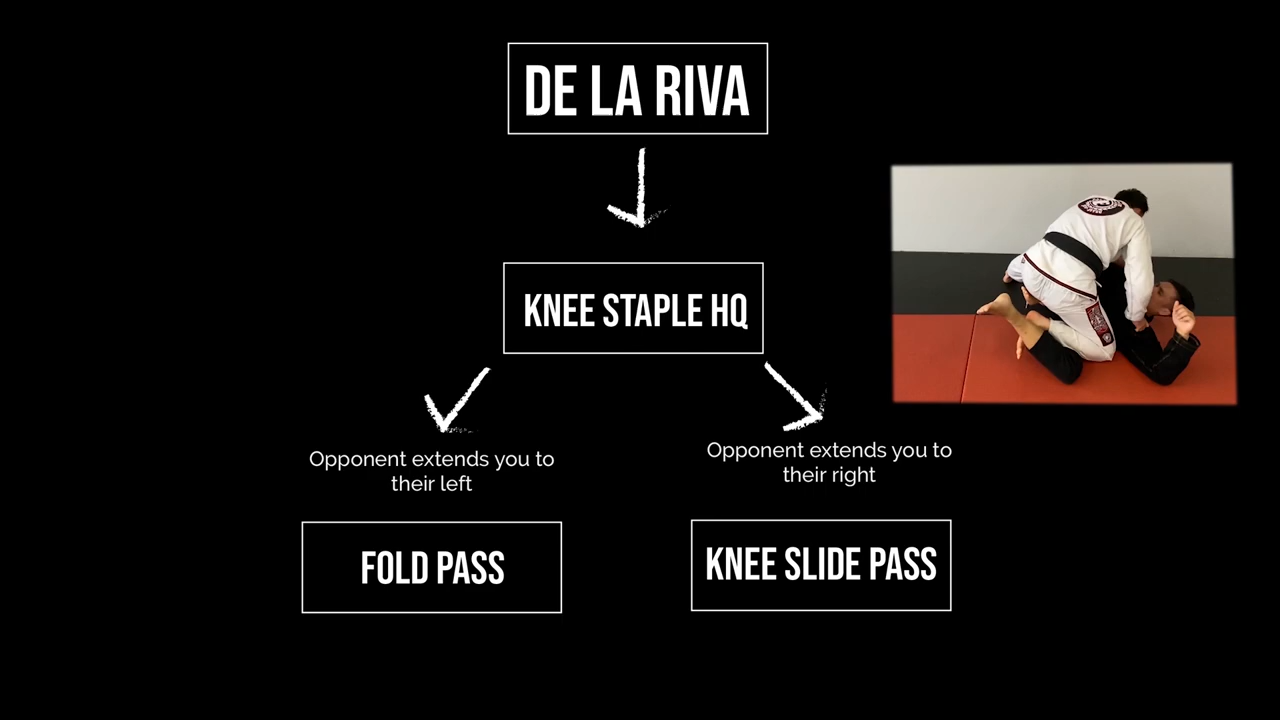 DE LA RIVA
KNEE STAPLE HQ
Opponent extends you to
their left
Opponent extends you to
their right
FOLD PASS
KNEE SLIDE PASS